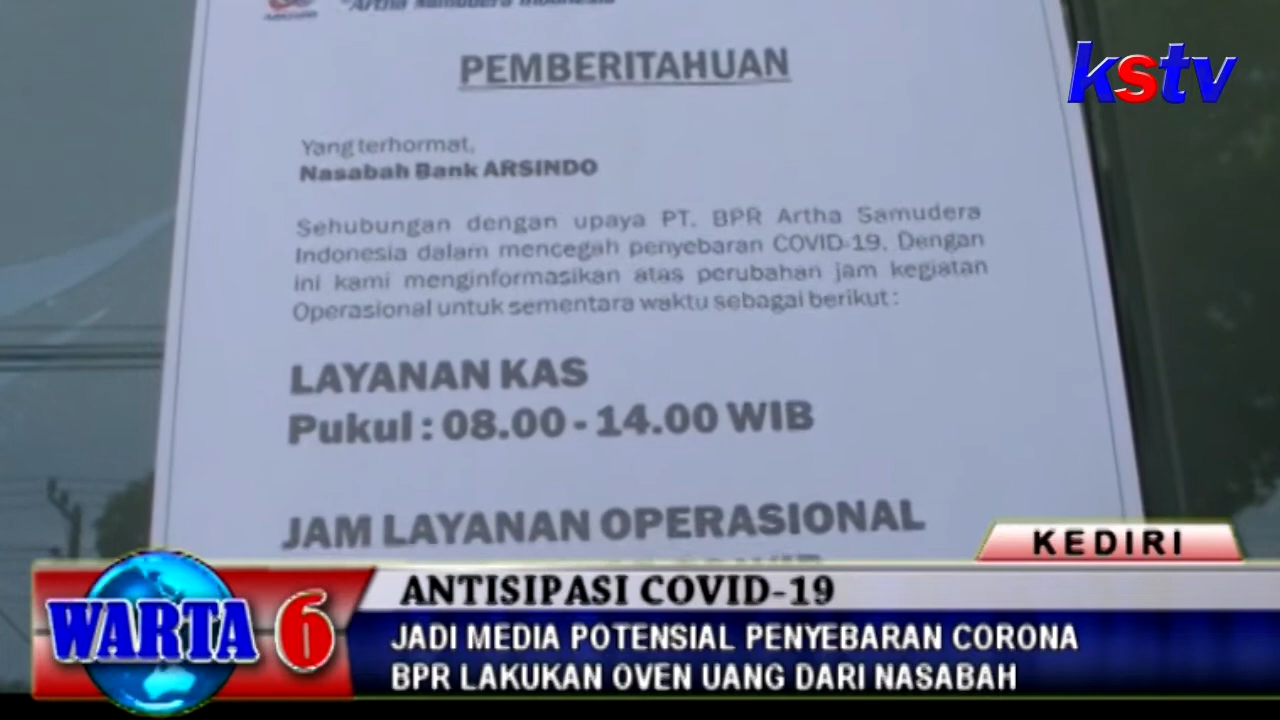 Artha Samudera Indonesia
kstv
PEMBERITAHUAN
Yang terhormat,
Nasabah Bank ARSINDO
Sehubungan dengan upaya PT. BPR Artha Samudera
Indonesia dalam mencegah penyebaran COVID-19. Dengan
ini kami menginformasikan atas perubahan jam kegiatan
Operasional untuk sementara waktu sebagai berikut :
LAYANAN KAS
Pukul : 08.00 - 14.00 WIB
JAM LAYANAN OPERASIONAL
KEDIRI
WARTA 6
ANTISIPASI COVID-19
JADI MEDIA POTENSIAL PENYEBARAN CORONA
BPR LAKUKAN OVEN UANG DARI NASABAH